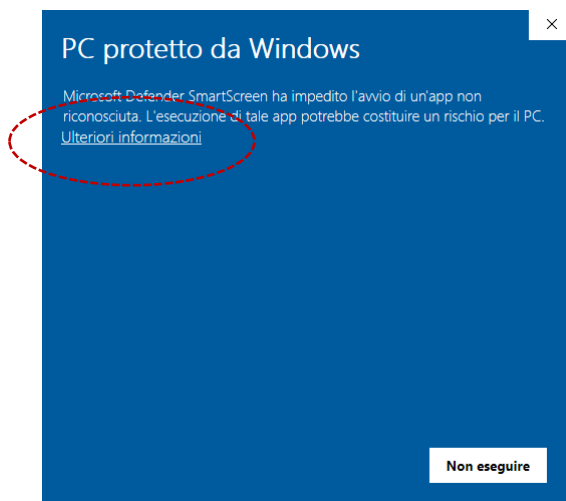 PC protetto da Windows
Microsoft Defender SmartScreen ha impedito l'avvio di un'app non
riconosciuta. L'esecuzione di tale app potrebbe costituire un rischio per il PC.
Ulteriori informazioni
Non eseguire